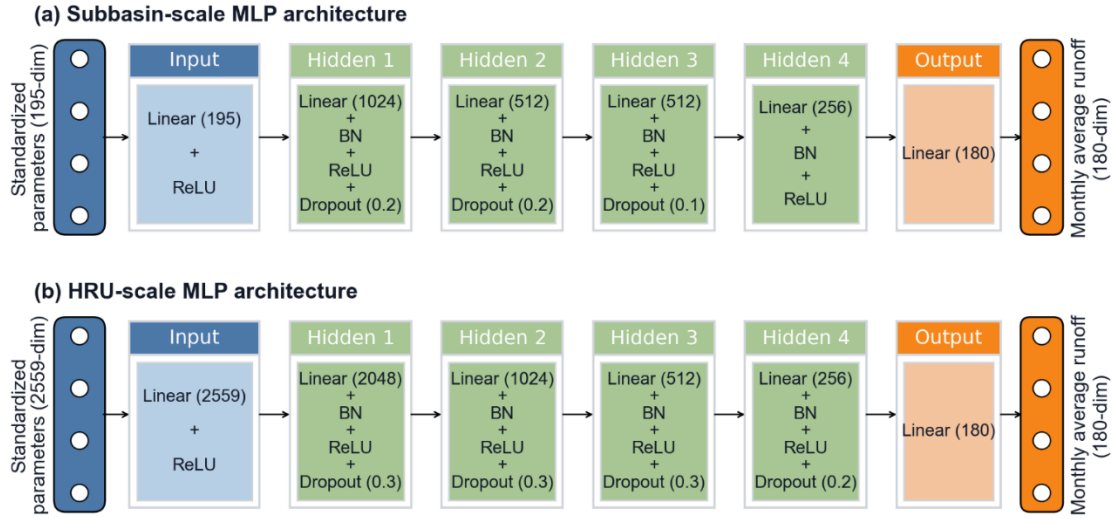 (a) Subbasin-scale MLP architecture
Standardized
parameters (195-dim)
Input
Linear (195)
+
ReLU
Hidden 1
Linear (1024)
+
BN
+
ReLU
+
Dropout (0.2)
Hidden 2
Linear (512)
+
BN
+
ReLU
+
Dropout (0.2)
Hidden 3
Linear (512)
+
BN
+
ReLU
+
Dropout (0.1)
Hidden 4
Linear (256)
+
BN
+
ReLU
Output
Linear (180)
Monthly average runoff
(180-dim)
(b) HRU-scale MLP architecture
Standardized
parameters (2559-dim)
Input
Linear (2559)
+
ReLU
Hidden 1
Linear (2048)
+
BN
+
ReLU
+
Dropout (0.3)
Hidden 2
Linear (1024)
+
BN
+
ReLU
+
Dropout (0.3)
Hidden 3
Linear (512)
+
BN
+
ReLU
+
Dropout (0.3)
Hidden 4
Linear (256)
+
BN
+
ReLU
+
Dropout (0.2)
Output
Linear (180)
Monthly average runoff
(180-dim)